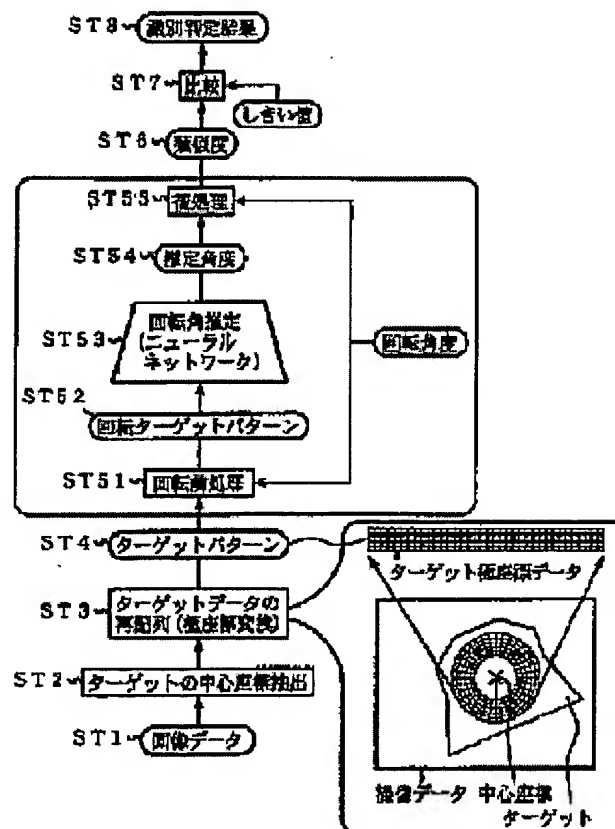 ST8 識別判定結果
ST7 比較
しきい値
ST6 類似度
ST55 後処理
ST54 推定角度
ST53 回転角推定
(ニューラル
ネットワーク)
回転角度
ST52
回転ターゲットパターン
ST51 回転前処理
ST4 ターゲットパターン
ターゲット極座標データ
ST3 ターゲットデータの
再配列(極座標変換)
ST2 ターゲットの中心座標抽出
ST1 画像データ
撮像データ 中心座標
ターゲット